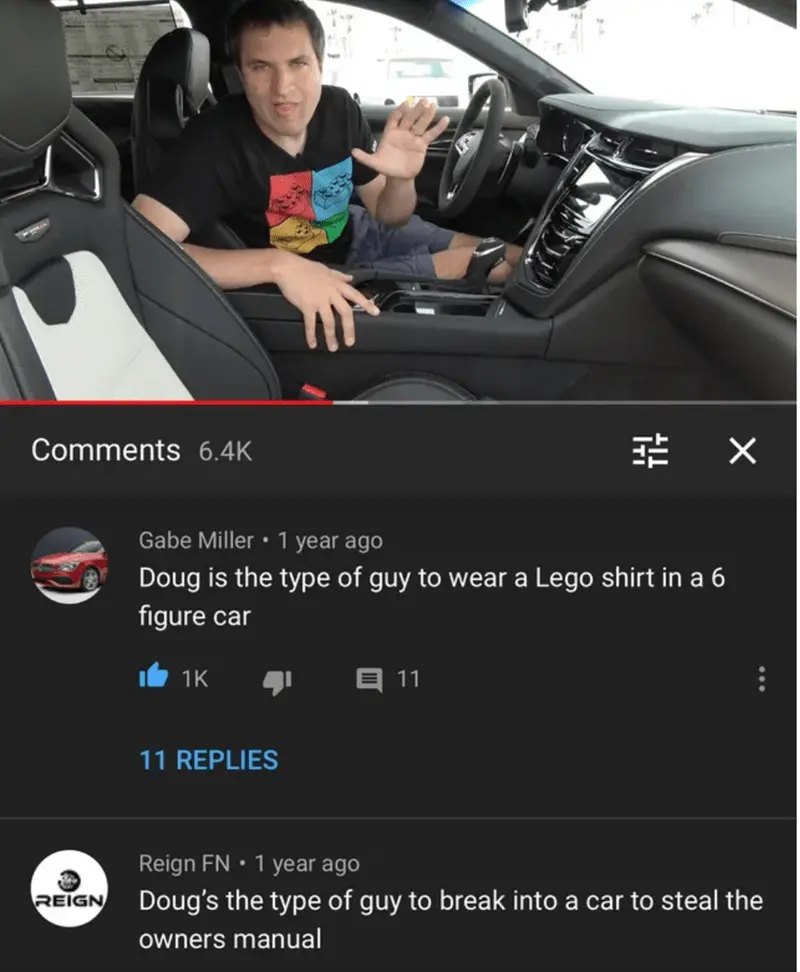 Comments 6.4K
Gabe Miller • 1 year ago
Doug is the type of guy to wear a Lego shirt in a 6
figure car
1K 11
11 REPLIES
REIGN
Reign FN • 1 year ago
Doug's the type of guy to break into a car to steal the
owners manual